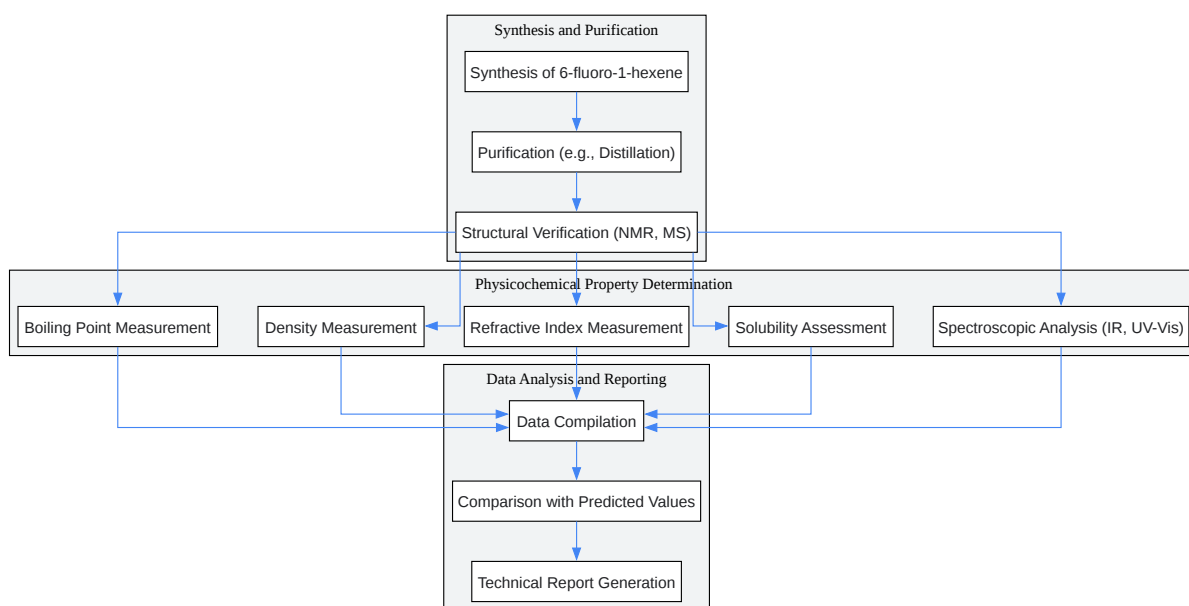 Synthesis and Purification
Synthesis of 6-fluoro-1-hexene
Purification (e.g., Distillation)
Structural Verification (NMR, MS)
Physicochemical Property Determination
Boiling Point Measurement
Density Measurement
Refractive Index Measurement
Solubility Assessment
Spectroscopic Analysis (IR, UV-Vis)
Data Analysis and Reporting
Data Compilation
Comparison with Predicted Values
Technical Report Generation